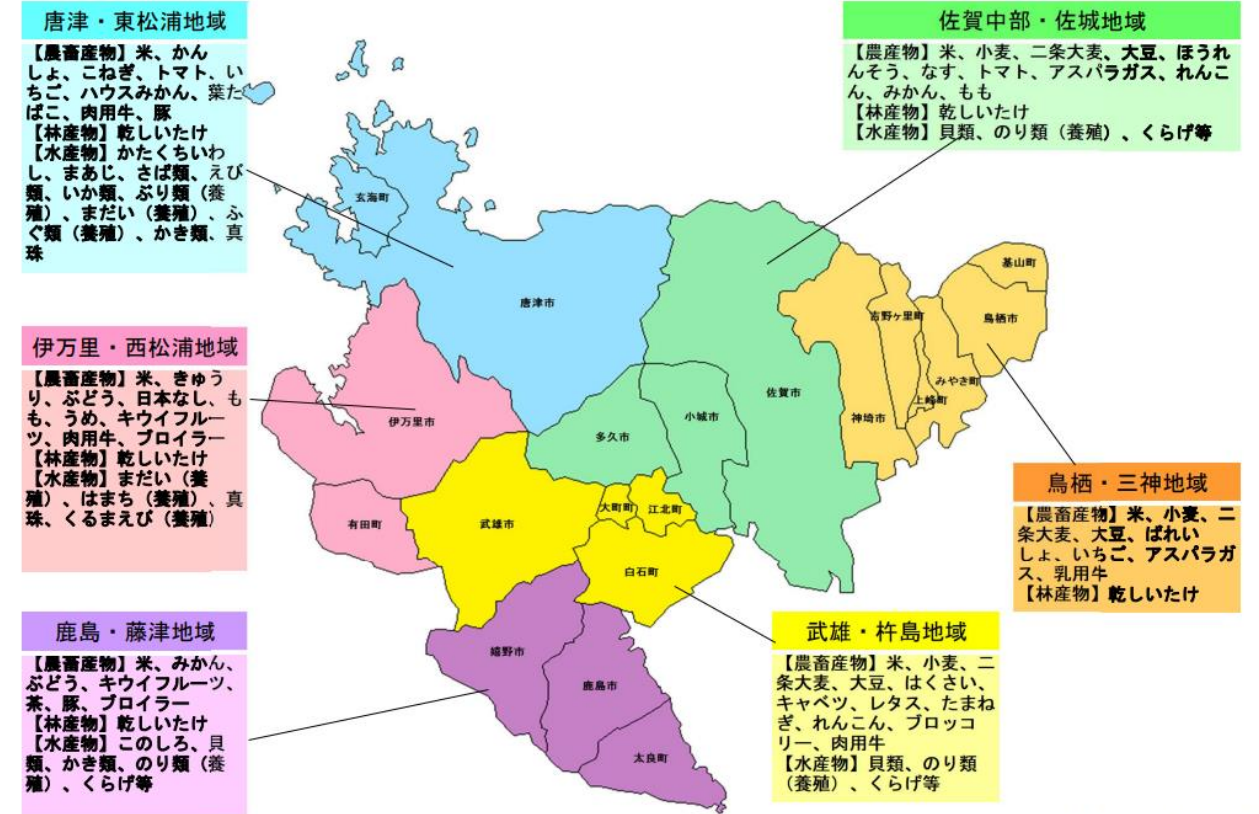 唐津・東松浦地域
【農畜産物】米、かん
しょ、こねぎ、トマト、い
ちご、ハウスみかん、葉た
ばこ、肉用牛、豚
【林産物】乾しいたけ
【水産物】かたくちいわ
し、まあじ、さば類、えび
類、いか類、ぶり類（養
殖）、まだい（養殖）、ふ
ぐ類（養殖）、かき類、真
珠
佐賀中部・佐城地域
【農産物】米、小麦、二条大麦、大豆、ほうれ
んそう、なす、トマト、アスパラガス、れんこ
ん、みかん、もも
【林産物】乾しいたけ
【水産物】貝類、のり類（養殖）、くらげ等
玄海町
唐津市
基山町
吉野ヶ里町
鳥栖市
みやき町
上峰町
神埼市
佐賀市
小城市
多久市
伊万里市
有田町
武雄市
大町町
江北町
白石町
嬉野市
鹿島市
太良町
伊万里・西松浦地域
【農畜産物】米、きゅう
り、ぶどう、日本なし、も
も、うめ、キウイフルー
ツ、肉用牛、ブロイラー
【林産物】乾しいたけ
【水産物】まだい（養
殖）、はまち（養殖）、真
珠、くるまえび（養殖）
鳥栖・三神地域
【農畜産物】米、小麦、二
条大麦、大豆、ばれい
しょ、いちご、アスパラガ
ス、乳用牛
【林産物】乾しいたけ
鹿島・藤津地域
【農畜産物】米、みかん、
ぶどう、キウイフルーツ、
茶、豚、ブロイラー
【林産物】乾しいたけ
【水産物】このしろ、貝
類、かき類、のり類（養
殖）、くらげ等
武雄・杵島地域
【農畜産物】米、小麦、二
条大麦、大豆、はくさい、
キャベツ、レタス、たまね
ぎ、れんこん、ブロッコ
リー、肉用牛
【水産物】貝類、のり類
（養殖）、くらげ等